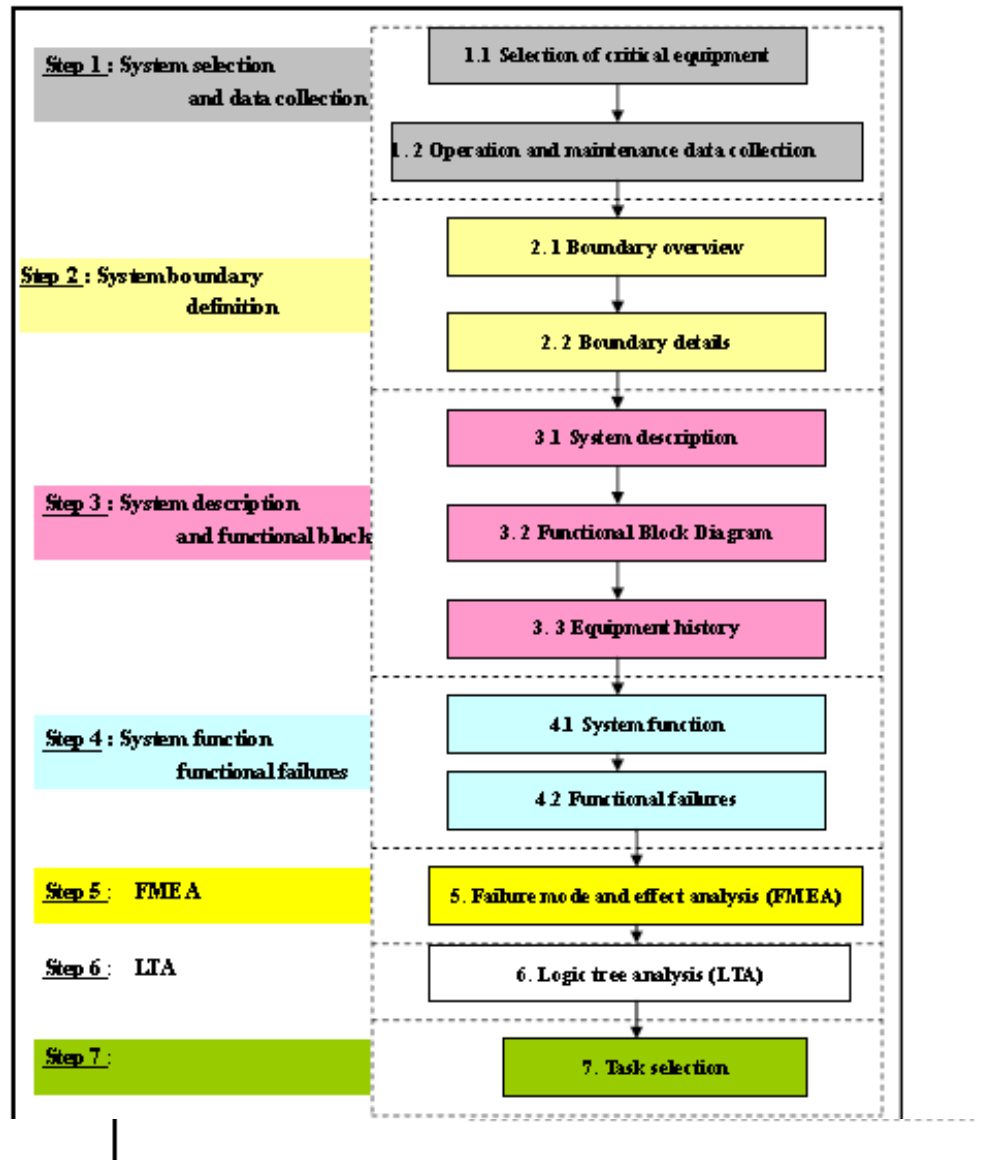 Step 1 : System selection
and data collection
1.1 Selection of critical equipment
1. 2 Operation and maintenance data collection
Step 2 : System boundary
definition
2. 1 Boundary overview
2. 2 Boundary details
Step 3 : System description
and functional block
3.1 System description
3. 2 Functional Block Diagram
3. 3 Equipment history
Step 4 : System function
functional failures
4.1 System function
4. 2 Functional failures
Step 5 : FMEA
5. Failure mode and effect analysis (FMEA)
Step 6 : LTA
6. Logic tree analysis (LTA)
Step 7 :
7. Task selection